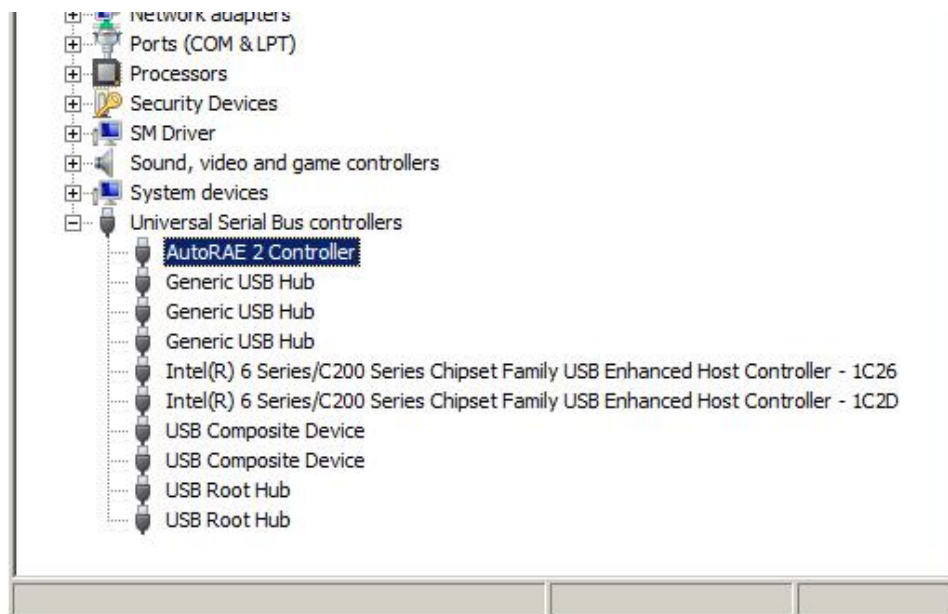 Network adapters
Ports (COM & LPT)
Processors
Security Devices
SM Driver
Sound, video and game controllers
System devices
Universal Serial Bus controllers
AutoRAE 2 Controller
Generic USB Hub
Generic USB Hub
Generic USB Hub
Intel(R) 6 Series/C200 Series Chipset Family USB Enhanced Host Controller - 1C26
Intel(R) 6 Series/C200 Series Chipset Family USB Enhanced Host Controller - 1C2D
USB Composite Device
USB Composite Device
USB Root Hub
USB Root Hub